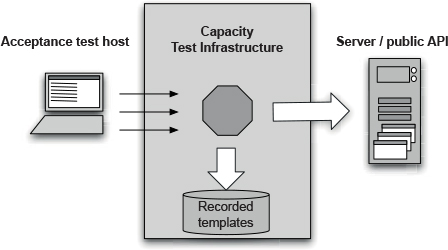 Acceptance test host
Capacity
Test Infrastructure
Server / public API
Recorded
templates